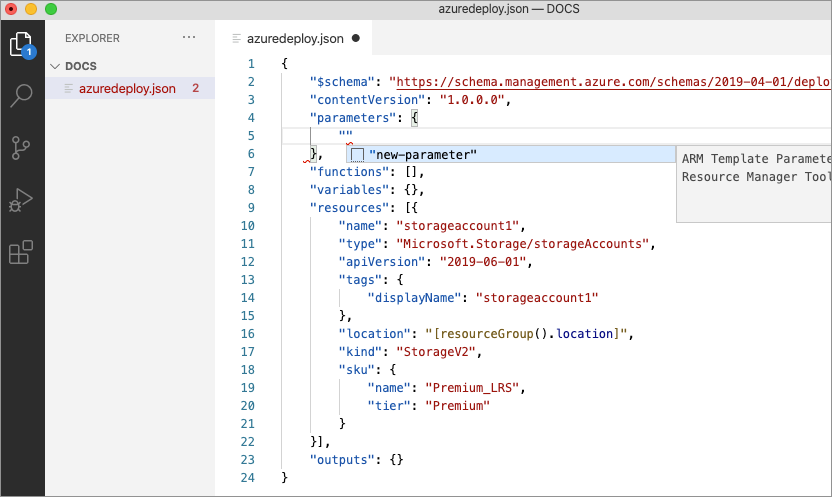 azuredeploy.json — DOCS
EXPLORER ···
azuredeploy.json ●
DOCS
azuredeploy.json 2
1
1 {
2 "$schema": "https://schema.management.azure.com/schemas/2019-04-01/deplo
3 "contentVersion": "1.0.0.0",
4 "parameters": {
5 ""
"new-parameter"
ARM Template Paramete
Resource Manager Tool
6 },
7 "functions": [],
8 "variables": {},
9 "resources": [{
10 "name": "storageaccount1",
11 "type": "Microsoft.Storage/storageAccounts",
12 "apiVersion": "2019-06-01",
13 "tags": {
14 "displayName": "storageaccount1"
15 },
16 "location": "[resourceGroup().location]",
17 "kind": "StorageV2",
18 "sku": {
19 "name": "Premium_LRS",
20 "tier": "Premium"
21 }
22 }],
23 "outputs": {}
24 }